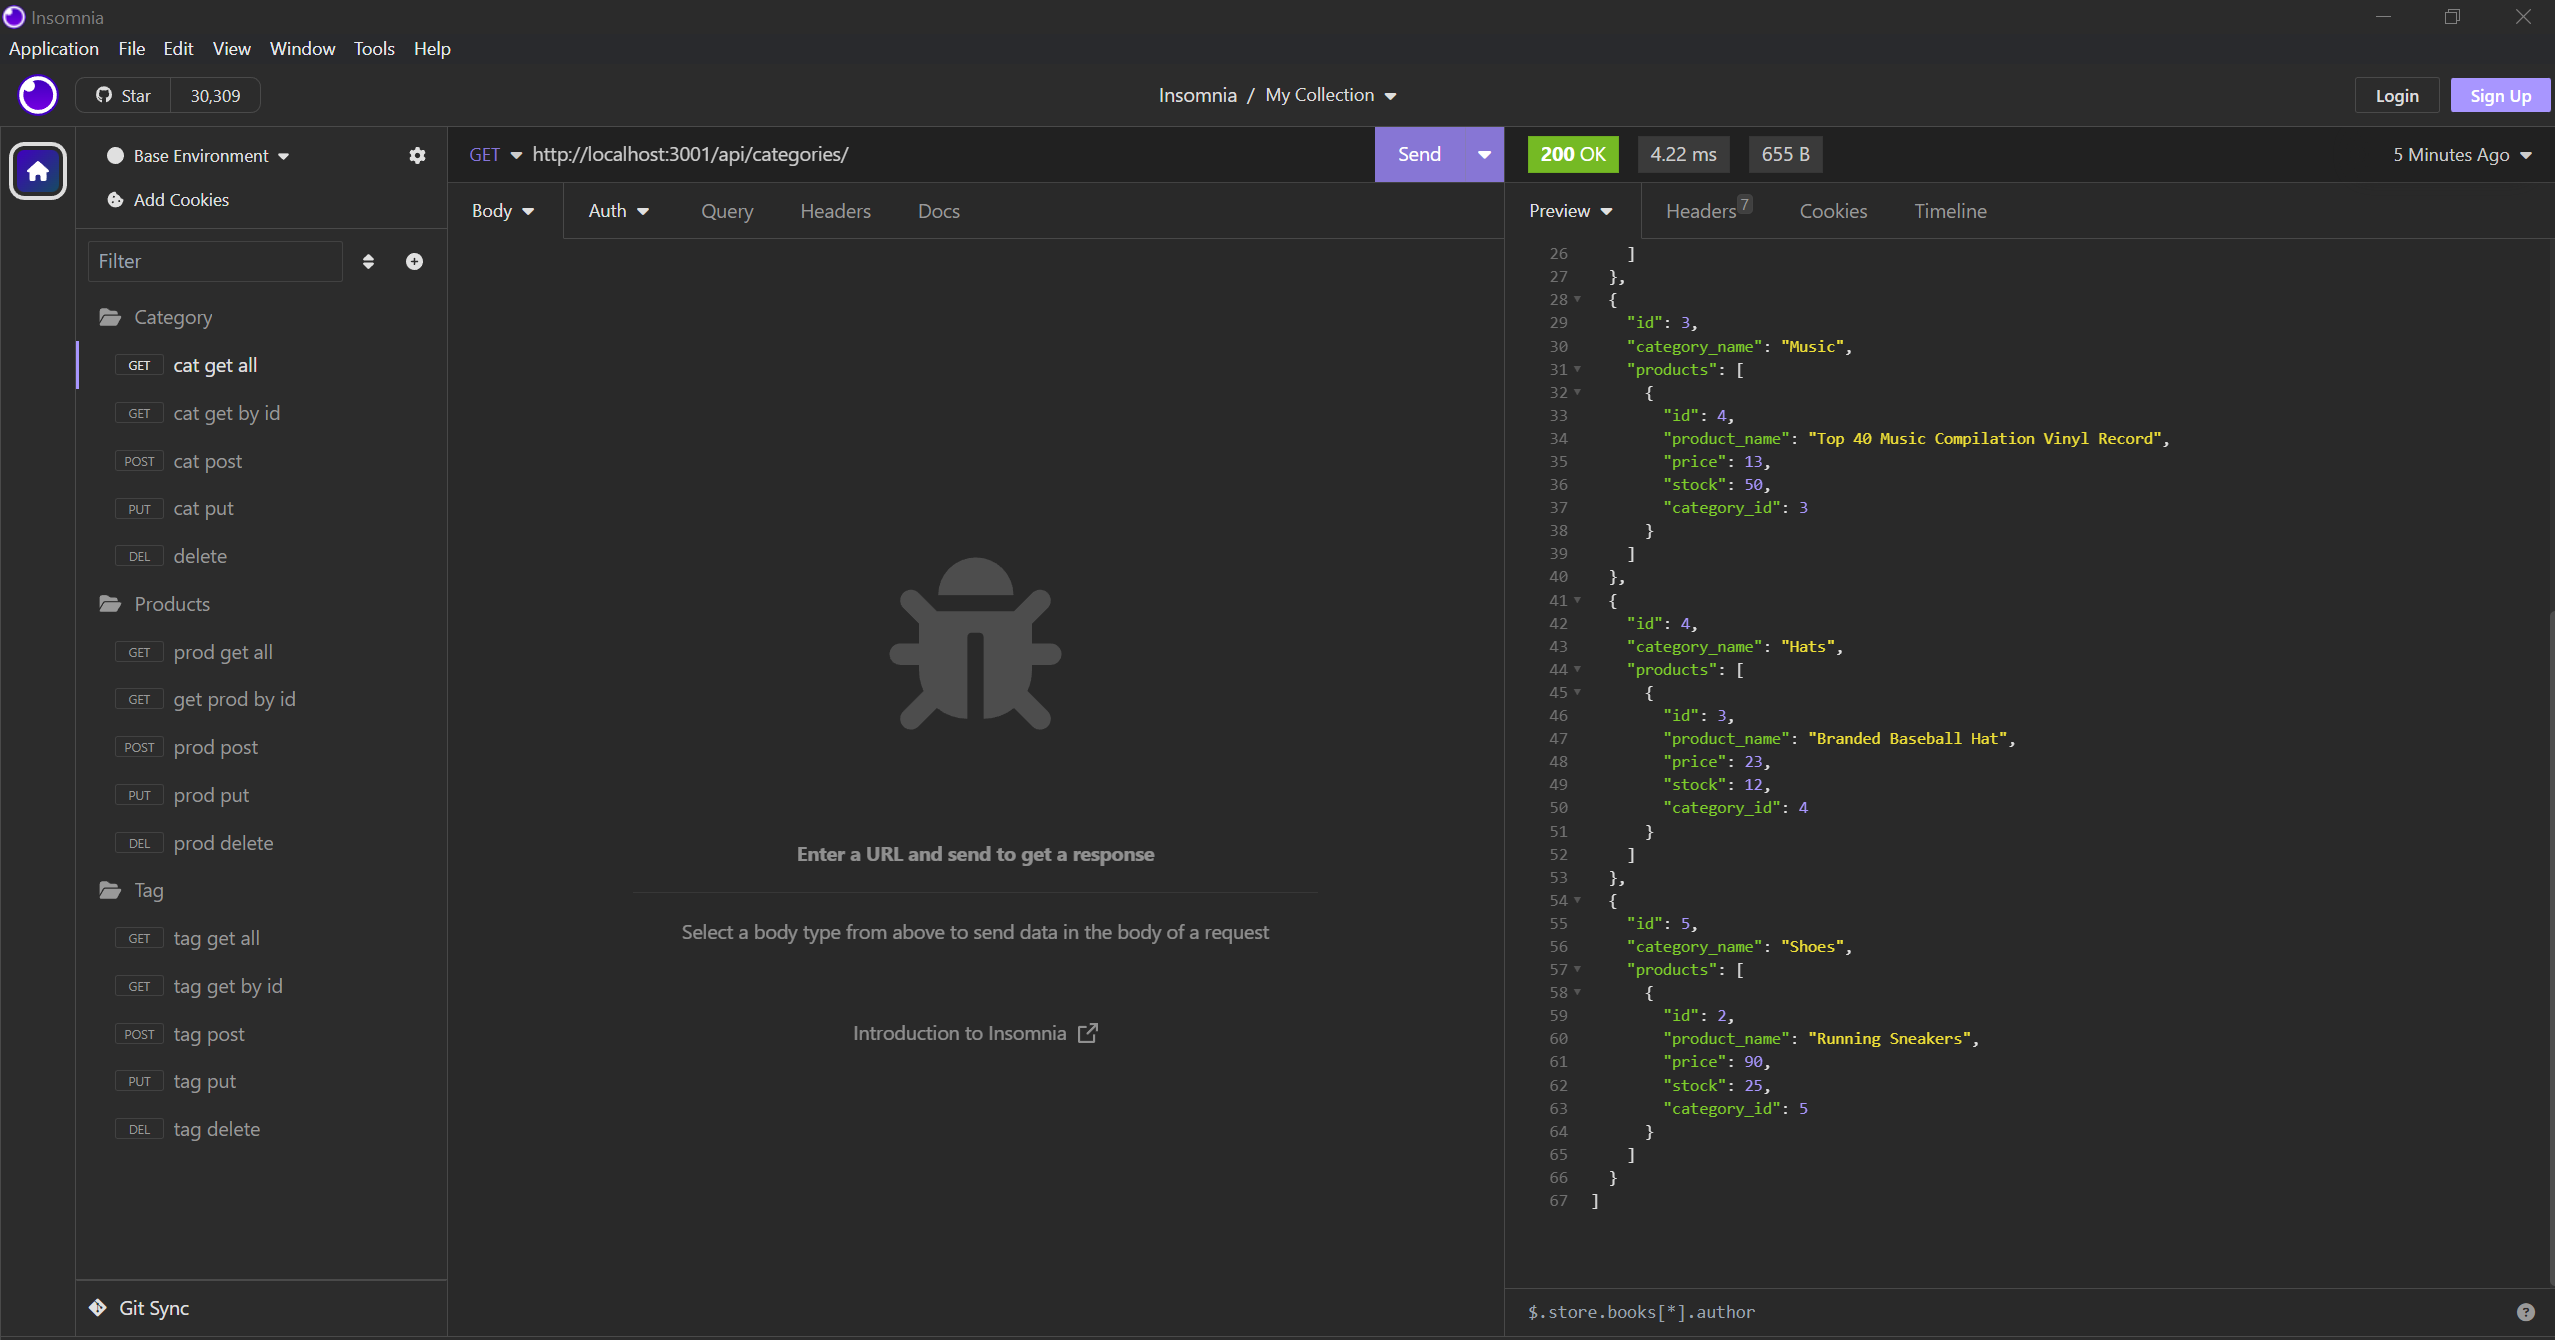 Insomnia
Application File Edit View Window Tools Help
Star 30,309
Insomnia / My Collection
Login Sign Up
Base Environment
Add Cookies
Filter
Category
GET cat get all
GET cat get by id
POST cat post
PUT cat put
DEL delete
Products
GET prod get all
GET get prod by id
POST prod post
PUT prod put
DEL prod delete
Tag
GET tag get all
GET tag get by id
POST tag post
PUT tag put
DEL tag delete
Git Sync
GET http://localhost:3001/api/categories/ Send
Body Auth Query Headers Docs
Enter a URL and send to get a response
Select a body type from above to send data in the body of a request
Introduction to Insomnia
200 OK 4.22 ms 655 B 5 Minutes Ago
Preview Headers 7 Cookies Timeline
26 ]
27 },
28 {
29 "id": 3,
30 "category_name": "Music",
31 "products": [
32 {
33 "id": 4,
34 "product_name": "Top 40 Music Compilation Vinyl Record",
35 "price": 13,
36 "stock": 50,
37 "category_id": 3
38 }
39 ]
40 },
41 {
42 "id": 4,
43 "category_name": "Hats",
44 "products": [
45 {
46 "id": 3,
47 "product_name": "Branded Baseball Hat",
48 "price": 23,
49 "stock": 12,
50 "category_id": 4
51 }
52 ]
53 },
54 {
55 "id": 5,
56 "category_name": "Shoes",
57 "products": [
58 {
59 "id": 2,
60 "product_name": "Running Sneakers",
61 "price": 90,
62 "stock": 25,
63 "category_id": 5
64 }
65 ]
66 }
67 ]
$.store.books[*].author